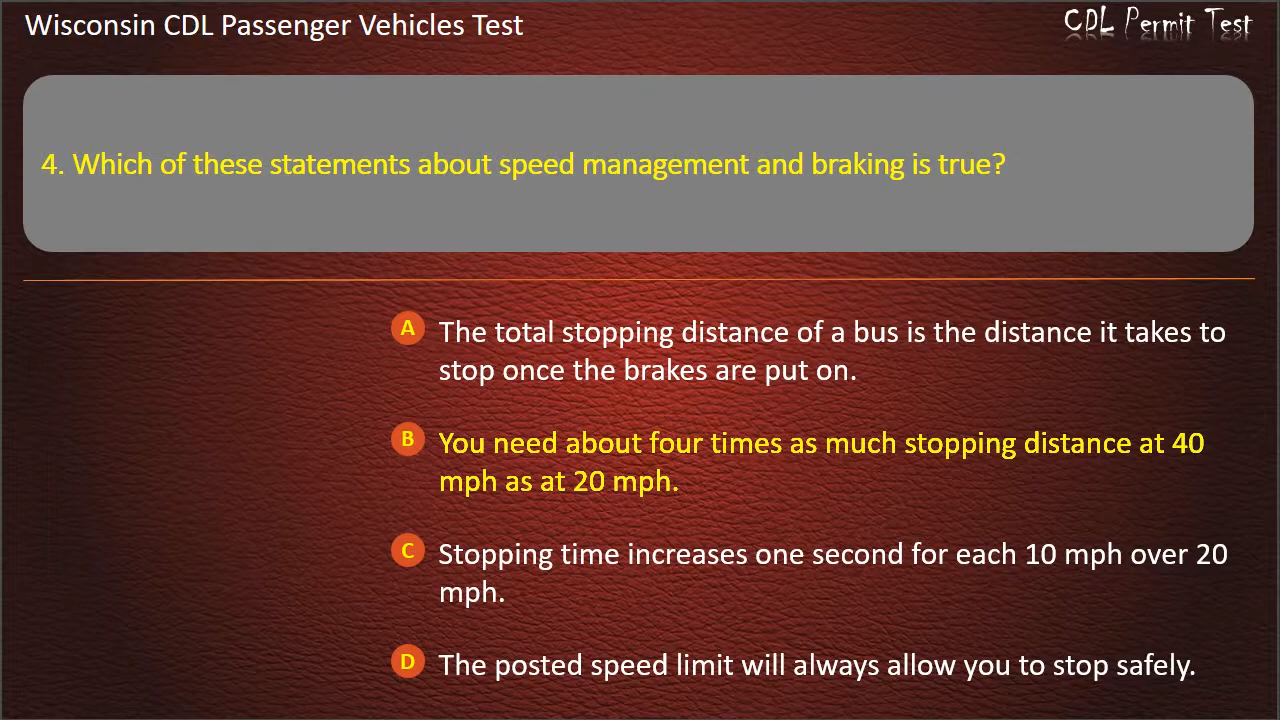 Wisconsin CDL Passenger Vehicles Test
CDL Permit Test
4. Which of these statements about speed management and braking is true?
A The total stopping distance of a bus is the distance it takes to
stop once the brakes are put on.
B You need about four times as much stopping distance at 40
mph as at 20 mph.
C Stopping time increases one second for each 10 mph over 20
mph.
D The posted speed limit will always allow you to stop safely.